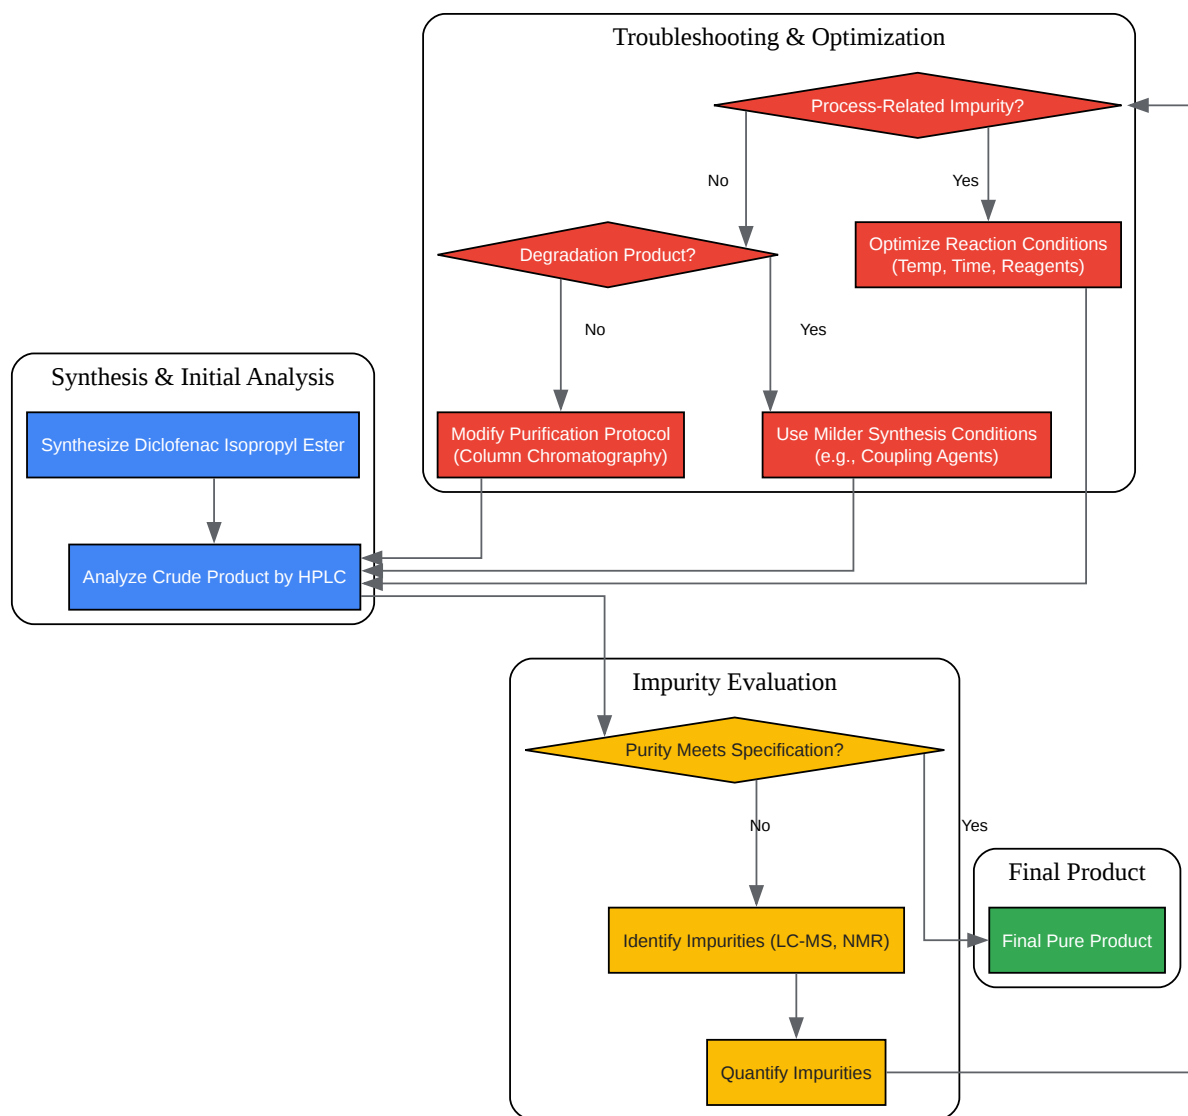 Troubleshooting & Optimization
Process-Related Impurity?
No
Yes
Optimize Reaction Conditions
(Temp, Time, Reagents)
Degradation Product?
No
Yes
Modify Purification Protocol
(Column Chromatography)
Use Milder Synthesis Conditions
(e.g., Coupling Agents)
Synthesis & Initial Analysis
Synthesize Diclofenac Isopropyl Ester
Analyze Crude Product by HPLC
Impurity Evaluation
Purity Meets Specification?
No
Yes
Identify Impurities (LC-MS, NMR)
Quantify Impurities
Final Product
Final Pure Product